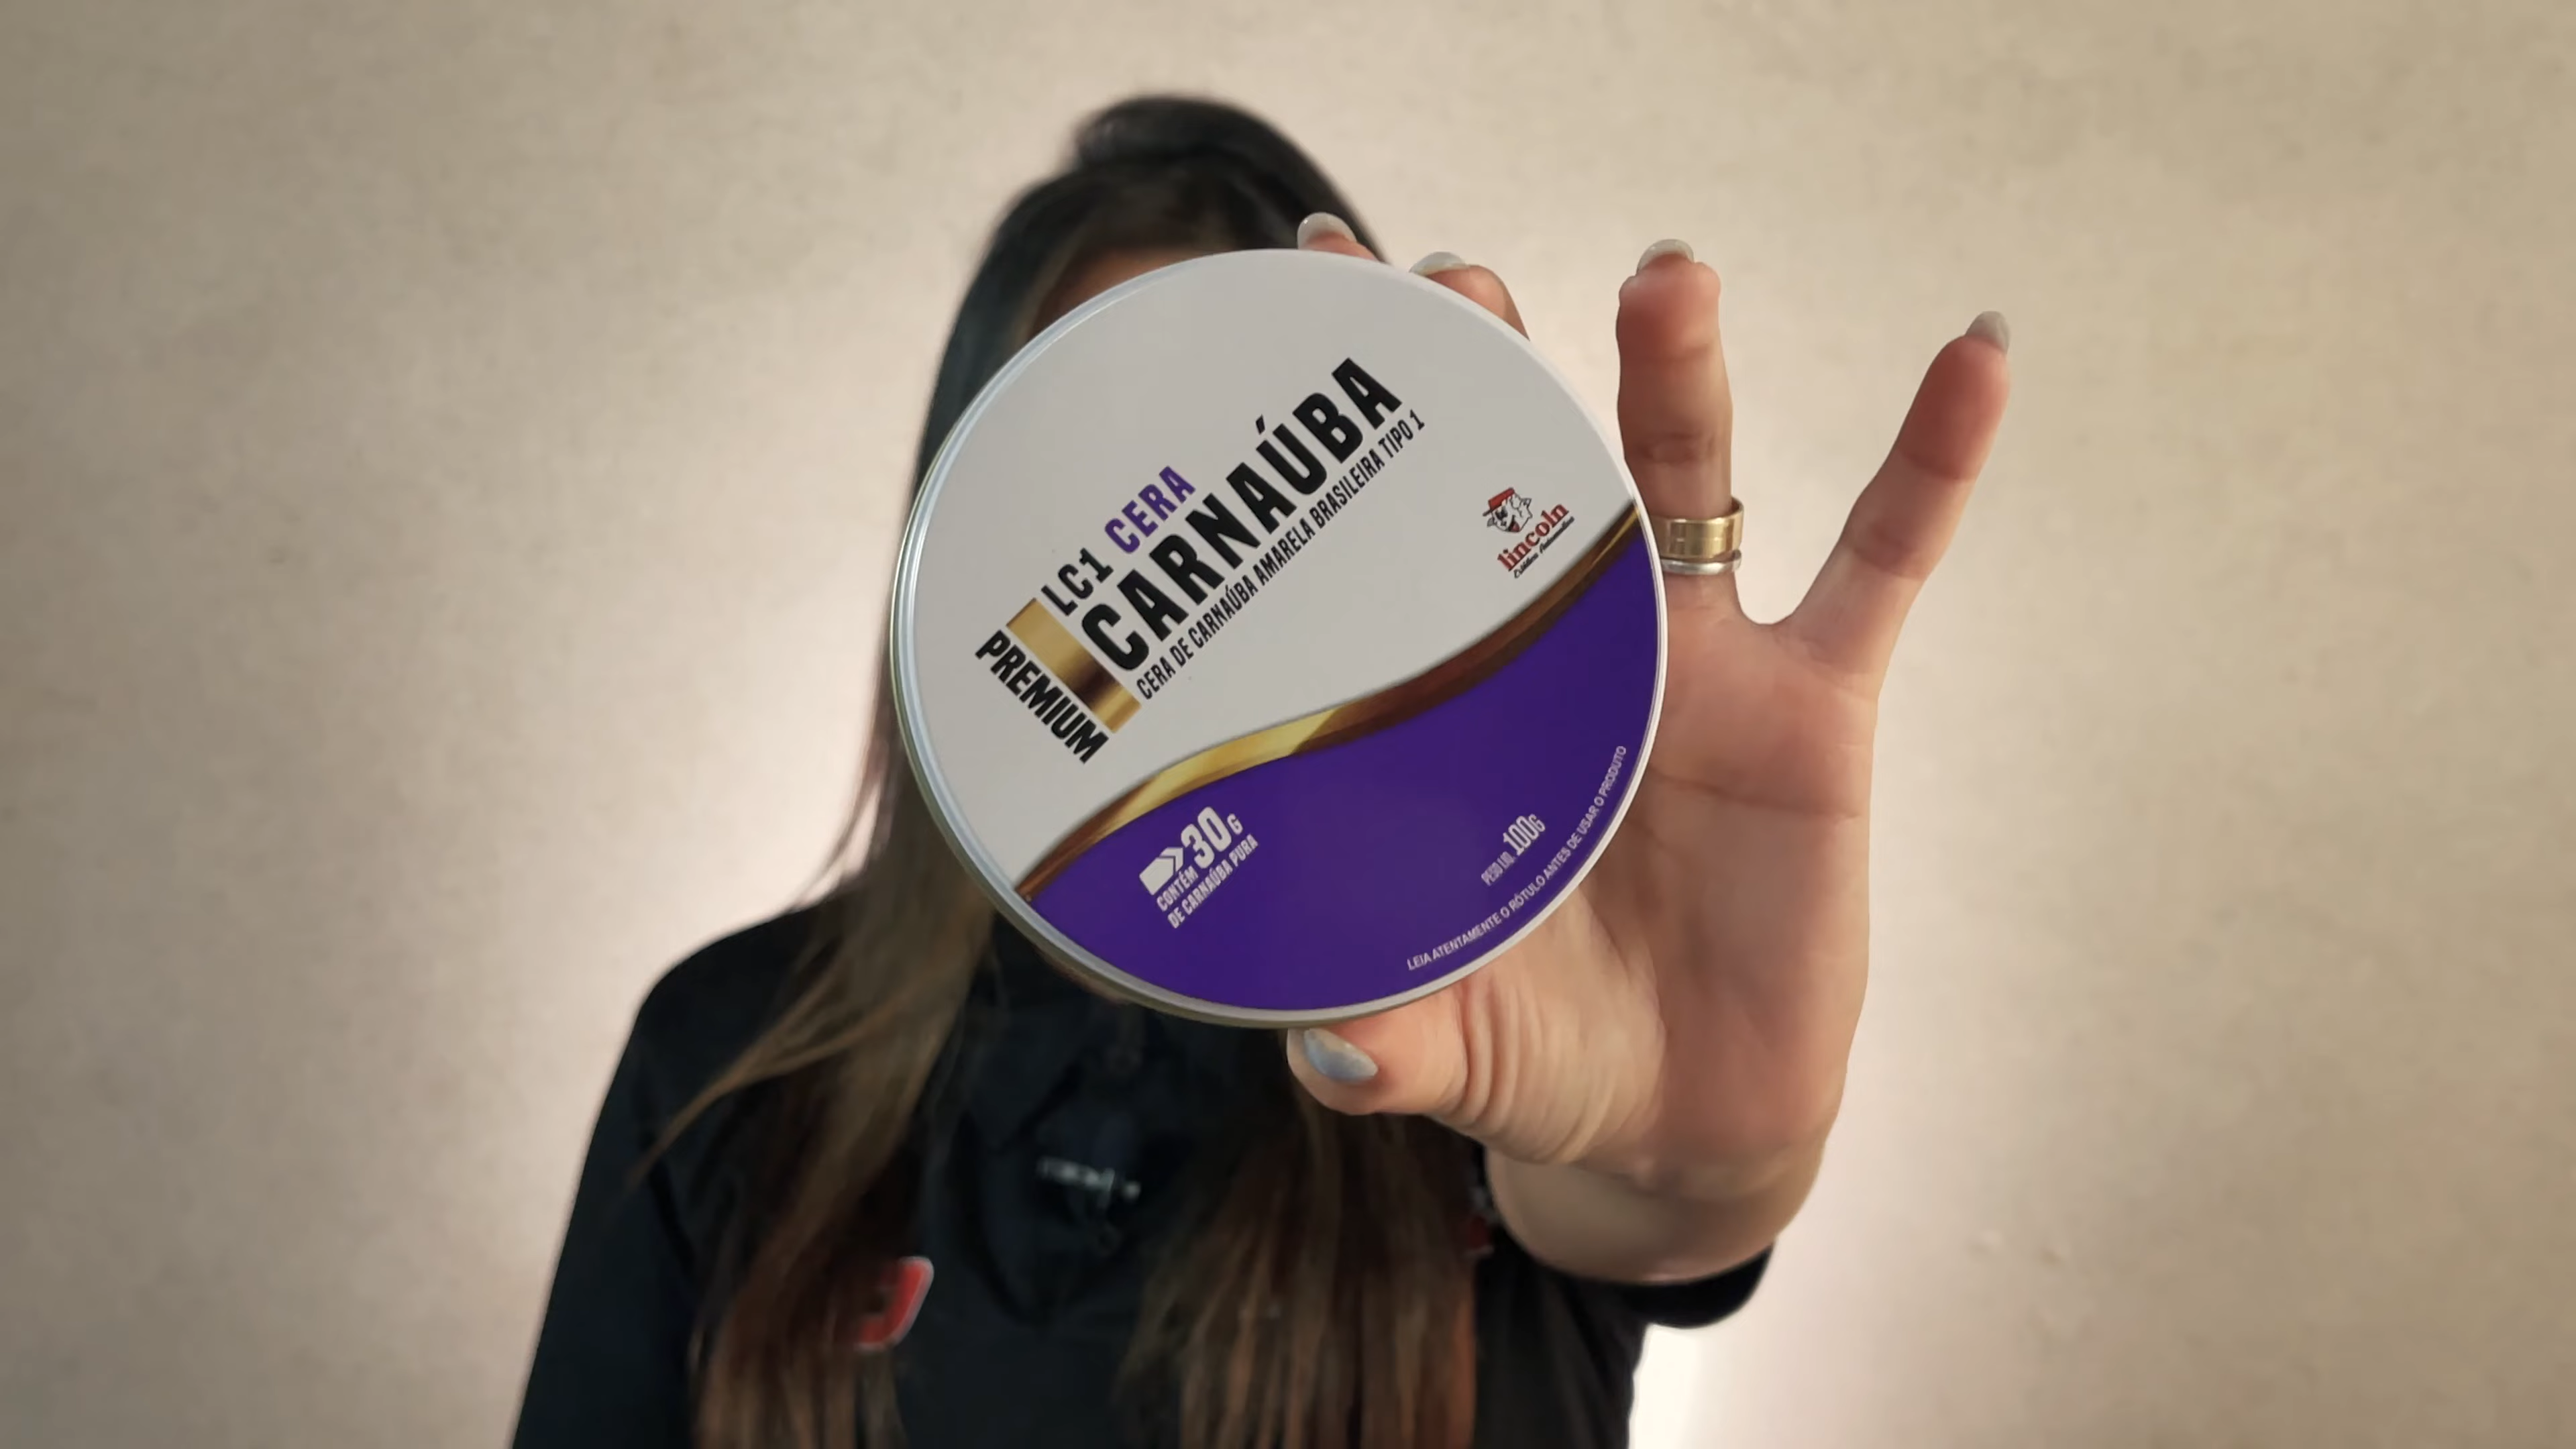 PREMIUM
LC1 CERA
CARNAÚBA
CERA DE CARNAÚBA AMARELA BRASILEIRA TIPO 1
lincoln
30G
CONTÉM
DE CARNAÚBA PURA
PESO LIQ. 100G
LEIA ATENTAMENTE O RÓTULO ANTES DE USAR O PRODUTO